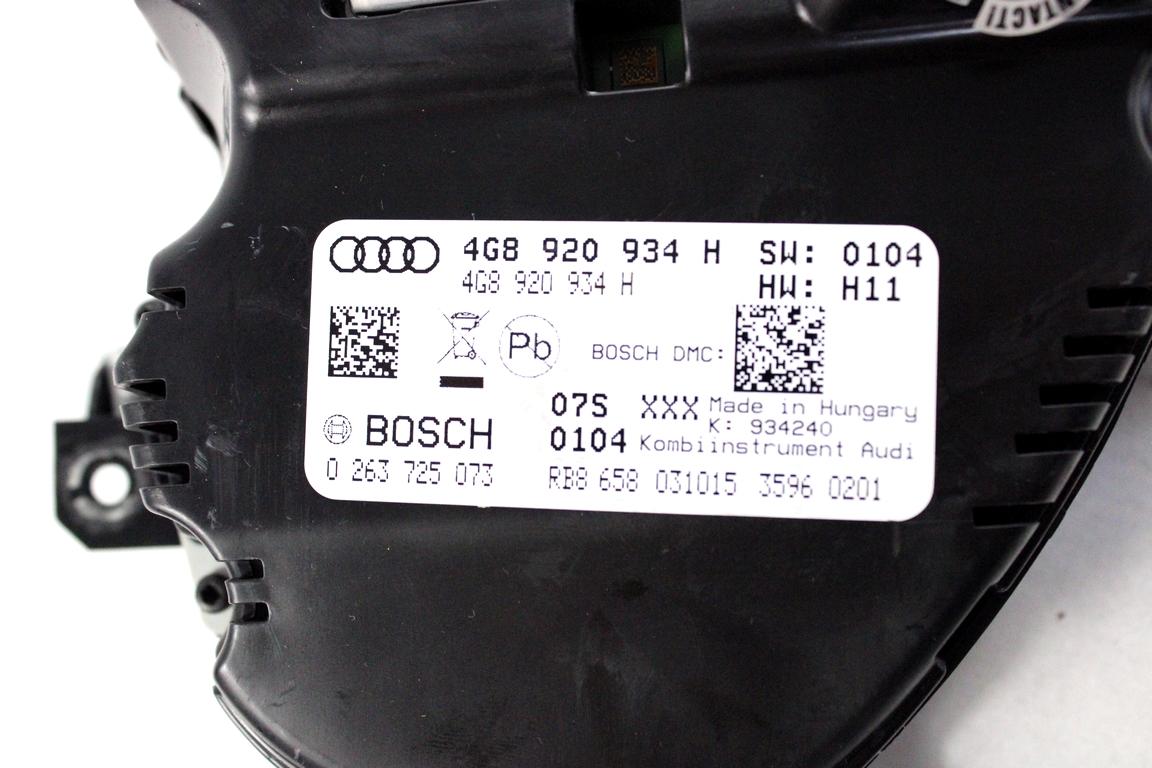 NTACTI
4G8 920 934 H SW: 0104
4G8 920 934 H HW: H11
Pb
BOSCH DMC:
07S XXX Made in Hungary
K: 934240
BOSCH 0104 Kombiinstrument Audi
0 263 725 073 RB8 658 031015 3596 0201